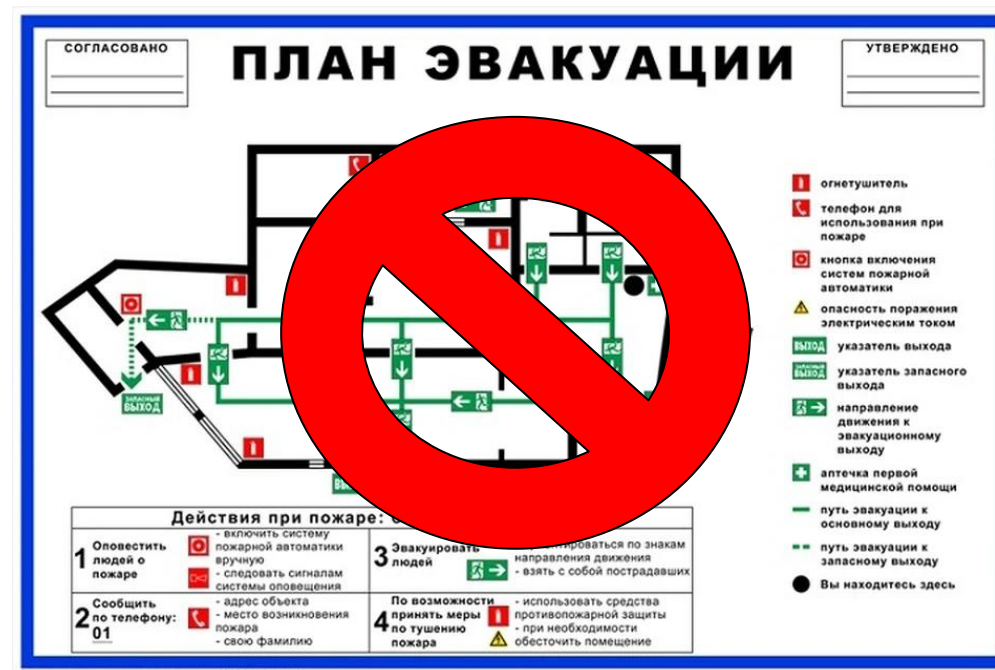 СОГЛАСОВАНО
ПЛАН ЭВАКУАЦИИ
УТВЕРЖДЕНО
огнетушитель
телефон для
использования при
пожаре
кнопка включения
систем пожарной
автоматики
опасность поражения
электрическим током
ВЫХОД
указатель выхода
ЗАПАСНЫЙ
ВЫХОД
указатель запасного
выхода
направление
движения к
эвакуационному
выходу
аптечка первой
медицинской помощи
путь эвакуации к
основному выходу
путь эвакуации к
запасному выходу
Вы находитесь здесь
ЗАПАСНЫЙ
ВЫХОД
Действия при пожаре:
1 Оповестить
людей о
пожаре
- включить систему
пожарной автоматики
вручную
- следовать сигналам
системы оповещения
2 Сообщить
по телефону:
01
- адрес объекта
- место возникновения
пожара
- свою фамилию
3 Эвакуировать
людей
по знакам
направления движения
- взять с собой пострадавших
4 По возможности
принять меры
по тушению
пожара
- использовать средства
противопожарной защиты
- при необходимости
обесточить помещение